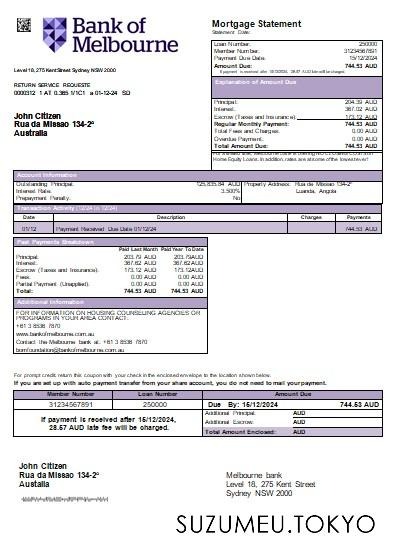 Bank of
Melbourne
Level 18, 275 Kent Street Sydney NSW 2000
RETURN SERVICE REQUESTE
0000312 1 AT 0.365 1/1C1 a 01-12-24 SD
John Citizen
Rua da Missao 134-2ª
Australia
Mortgage Statement
Statement Date:
Loan Number: 250000
Member Number: 31234567891
Payment Due Date: 15/12/2024
Amount Due: 744.53 AUD
If payment is received after 15/12/2024, 28.57 AUD late fee will be charged.
Explanation of Amount Due
Principal: 204.39 AUD
Interest: 367.02 AUD
Escrow (Taxes and Insurance): 173.12 AUD
Regular Monthly Payment: 744.53 AUD
Total Fees and Charges: 0.00 AUD
Overdue Payment: 0.00 AUD
Total Amount Due: 744.53 AUD
Home Equity Loans. In addition, rates are at some of the lowest ever!
Account Information
Outstanding Principal: 125,835.84 AUD
Interest Rate: 3.500%
Prepayment Penalty: No
Property Address: Rua da Missao 134-2ª
Luanda, Angola
Transaction Activity (12/24 to 12/24)
Date Description Charges Payments
01/12 Payment Received Due Date 01/12/24 744.53 AUD
Past Payments Breakdown
Paid Last Month Paid Year To Date
Principal: 203.79 AUD 203.79AUD
Interest: 367.62 AUD 367.62AUD
Escrow (Taxes and Insurance): 173.12 AUD 173.12AUD
Fees: 0.00 AUD 0.00 AUD
Partial Payment (Unapplied): 0.00 AUD 0.00 AUD
Total: 744.53 AUD 744.53 AUD
Additional Information
FOR INFORMATION ON HOUSING COUNSELING AGENCIES OR
PROGRAMS IN YOUR AREA CONTACT:
+61 3 8536 7870
www.bankofmelbourne.com.au
Contact the Melbourne bank at: +61 3 8536 7870
bomfoundation@bankofmelbourne.com.au
For prompt credit return this coupon with your check in the enclosed envelope to the location shown below.
If you are set up with auto payment transfer from your share account, you do not need to mail your payment.
Member Number Loan Number Amount Due
31234567891 250000 Due By: 15/12/2024 744.53 AUD
If payment is received after 15/12/2024,
28.57 AUD late fee will be charged.
Additional Principal: AUD
Additional Escrow: AUD
Total Amount Enclosed: AUD
John Citizen
Rua da Missao 134-2ª
Australia
Melbourne bank
Level 18, 275 Kent Street
Sydney NSW 2000
SUZUMEU.TOKYO